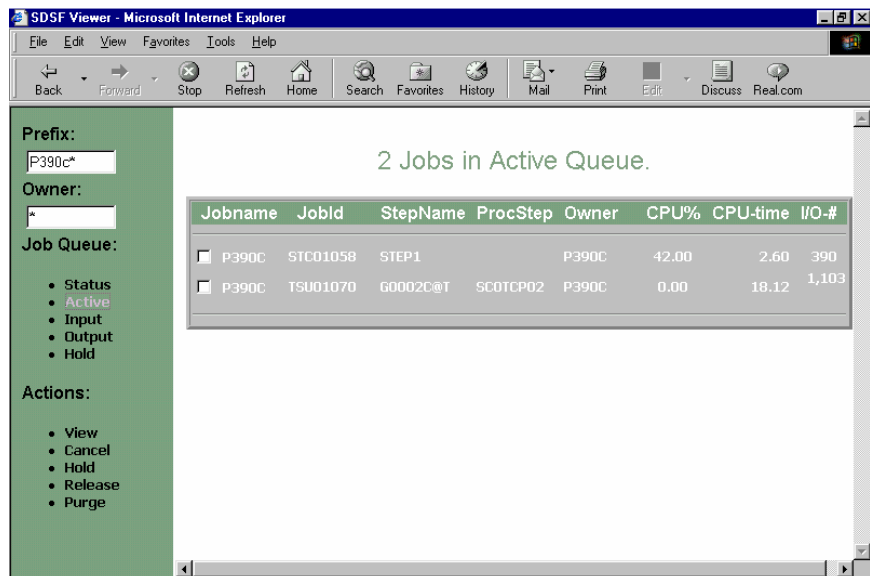 SDSF Viewer - Microsoft Internet Explorer
File Edit View Favorites Tools Help
Back Forward Stop Refresh Home Search Favorites History Mail Print Edit Discuss Real.com
Prefix:
P390c*
Owner:
*
Job Queue:
Status
Active
Input
Output
Hold
Actions:
View
Cancel
Hold
Release
Purge
2 Jobs in Active Queue.
Jobname JobId StepName ProcStep Owner CPU% CPU-time I/O-#
P390C STC01058 STEP1 P390C 42.00 2.60 390
P390C TSU01070 G0002C@T SCOTCP02 P390C 0.00 18.12 1,103